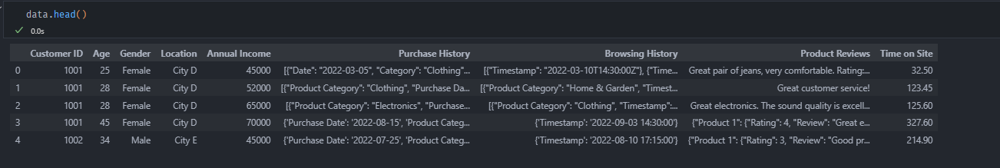 data.head()
0.0s
Customer ID Age Gender Location Annual Income Purchase History Browsing History Product Reviews Time on Site
0 1001 25 Female City D 45000 [{"Date": "2022-03-05", "Category": "Clothing"... [{"Timestamp": "2022-03-10T14:30:00Z"}, {"Time... Great pair of jeans, very comfortable. Rating:... 32.50
1 1001 28 Female City D 52000 [{"Product Category": "Clothing", "Purchase Da... [{"Product Category": "Home & Garden", "Timest... Great customer service! 123.45
2 1001 28 Female City D 65000 [{"Product Category": "Electronics", "Purchase... [{"Product Category": "Clothing", "Timestamp":... Great electronics. The sound quality is excell... 125.60
3 1001 45 Female City D 70000 {'Purchase Date': '2022-08-15', 'Product Categ... {'Timestamp': '2022-09-03 14:30:00'} {"Product 1": {"Rating": 4, "Review": "Great e... 327.60
4 1002 34 Male City E 45000 {'Purchase Date': '2022-07-25', 'Product Categ... {'Timestamp': '2022-08-10 17:15:00'} {"Product 1": {"Rating": 3, "Review": "Good pr... 214.90